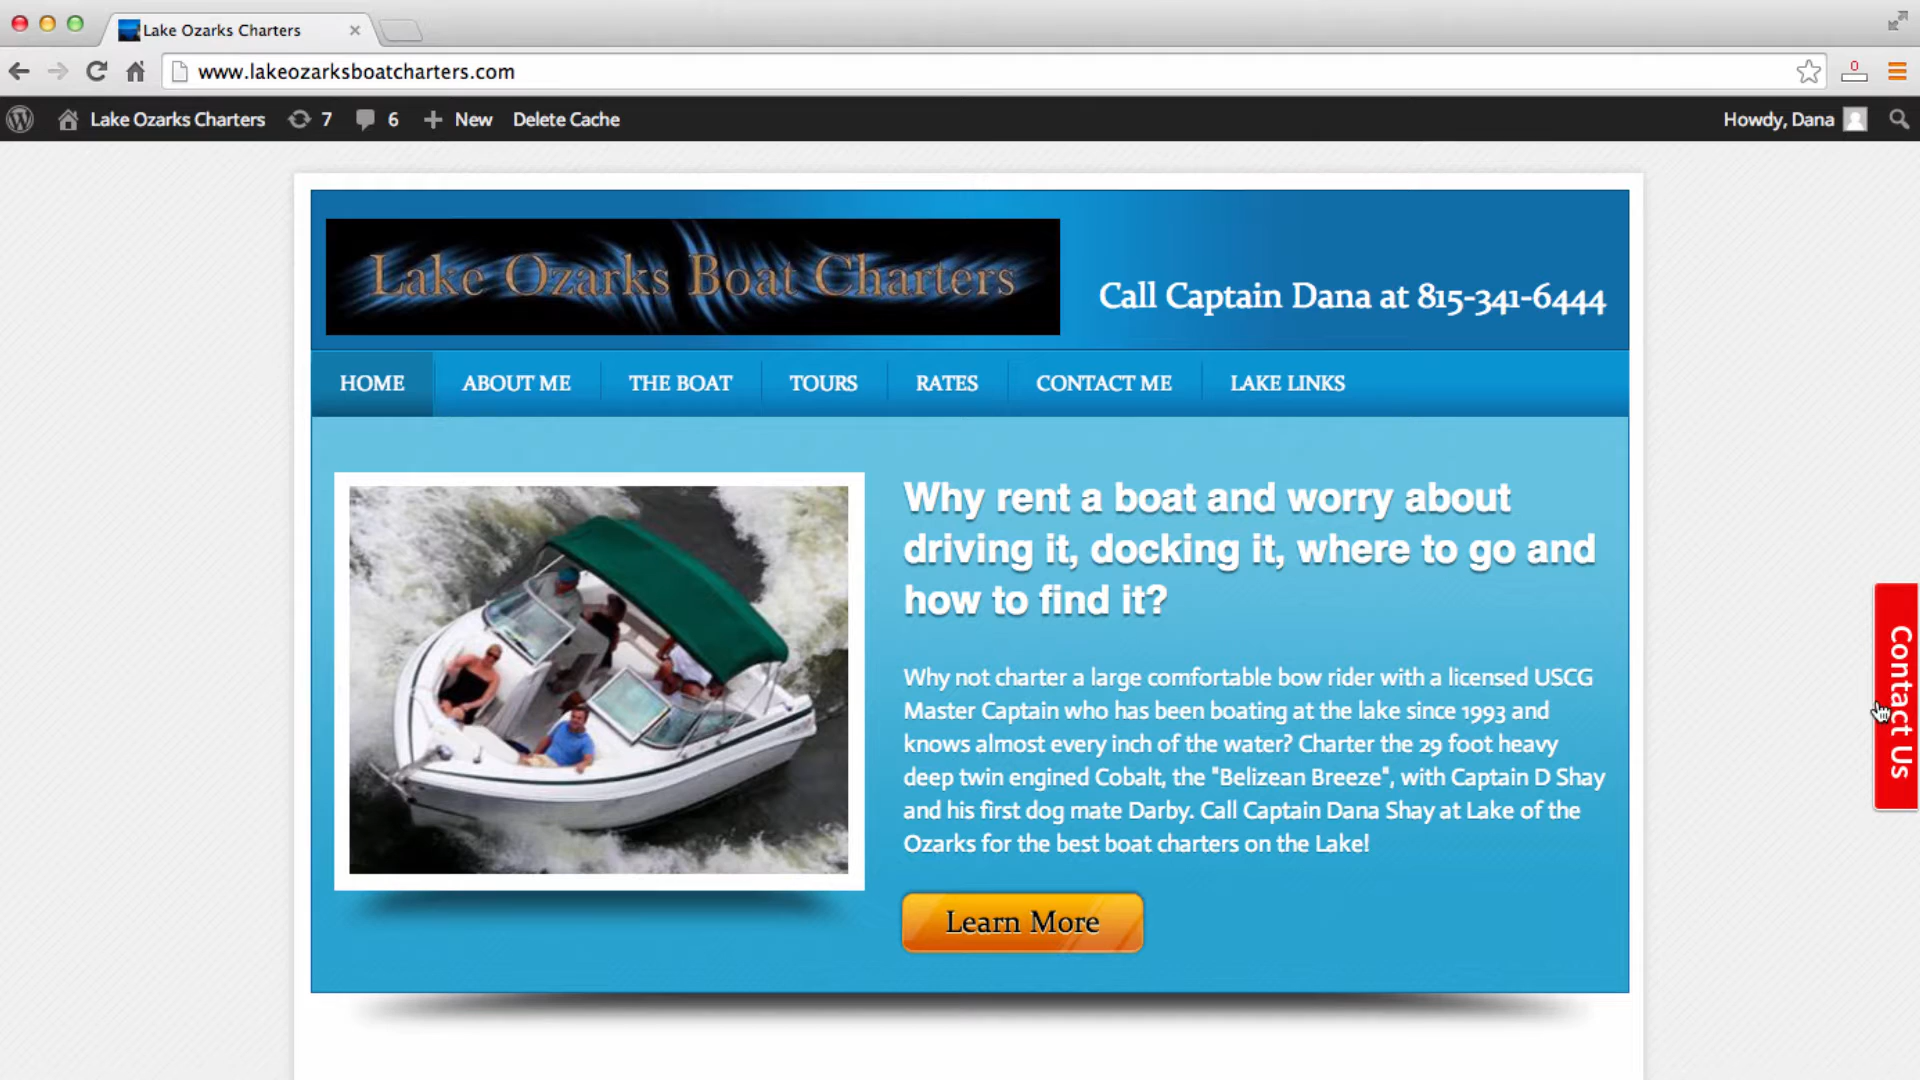 Lake Ozarks Charters
www.lakeozarksboatcharters.com
0
Lake Ozarks Charters 7 6 New Delete Cache Howdy, Dana
Lake Ozarks Boat Charters
Call Captain Dana at 815-341-6444
HOME ABOUT ME THE BOAT TOURS RATES CONTACT ME LAKE LINKS
Why rent a boat and worry about
driving it, docking it, where to go and
how to find it?
Why not charter a large comfortable bow rider with a licensed USCG
Master Captain who has been boating at the lake since 1993 and
knows almost every inch of the water? Charter the 29 foot heavy
deep twin engined Cobalt, the "Belizean Breeze", with Captain D Shay
and his first dog mate Darby. Call Captain Dana Shay at Lake of the
Ozarks for the best boat charters on the Lake!
Learn More
Contact Us